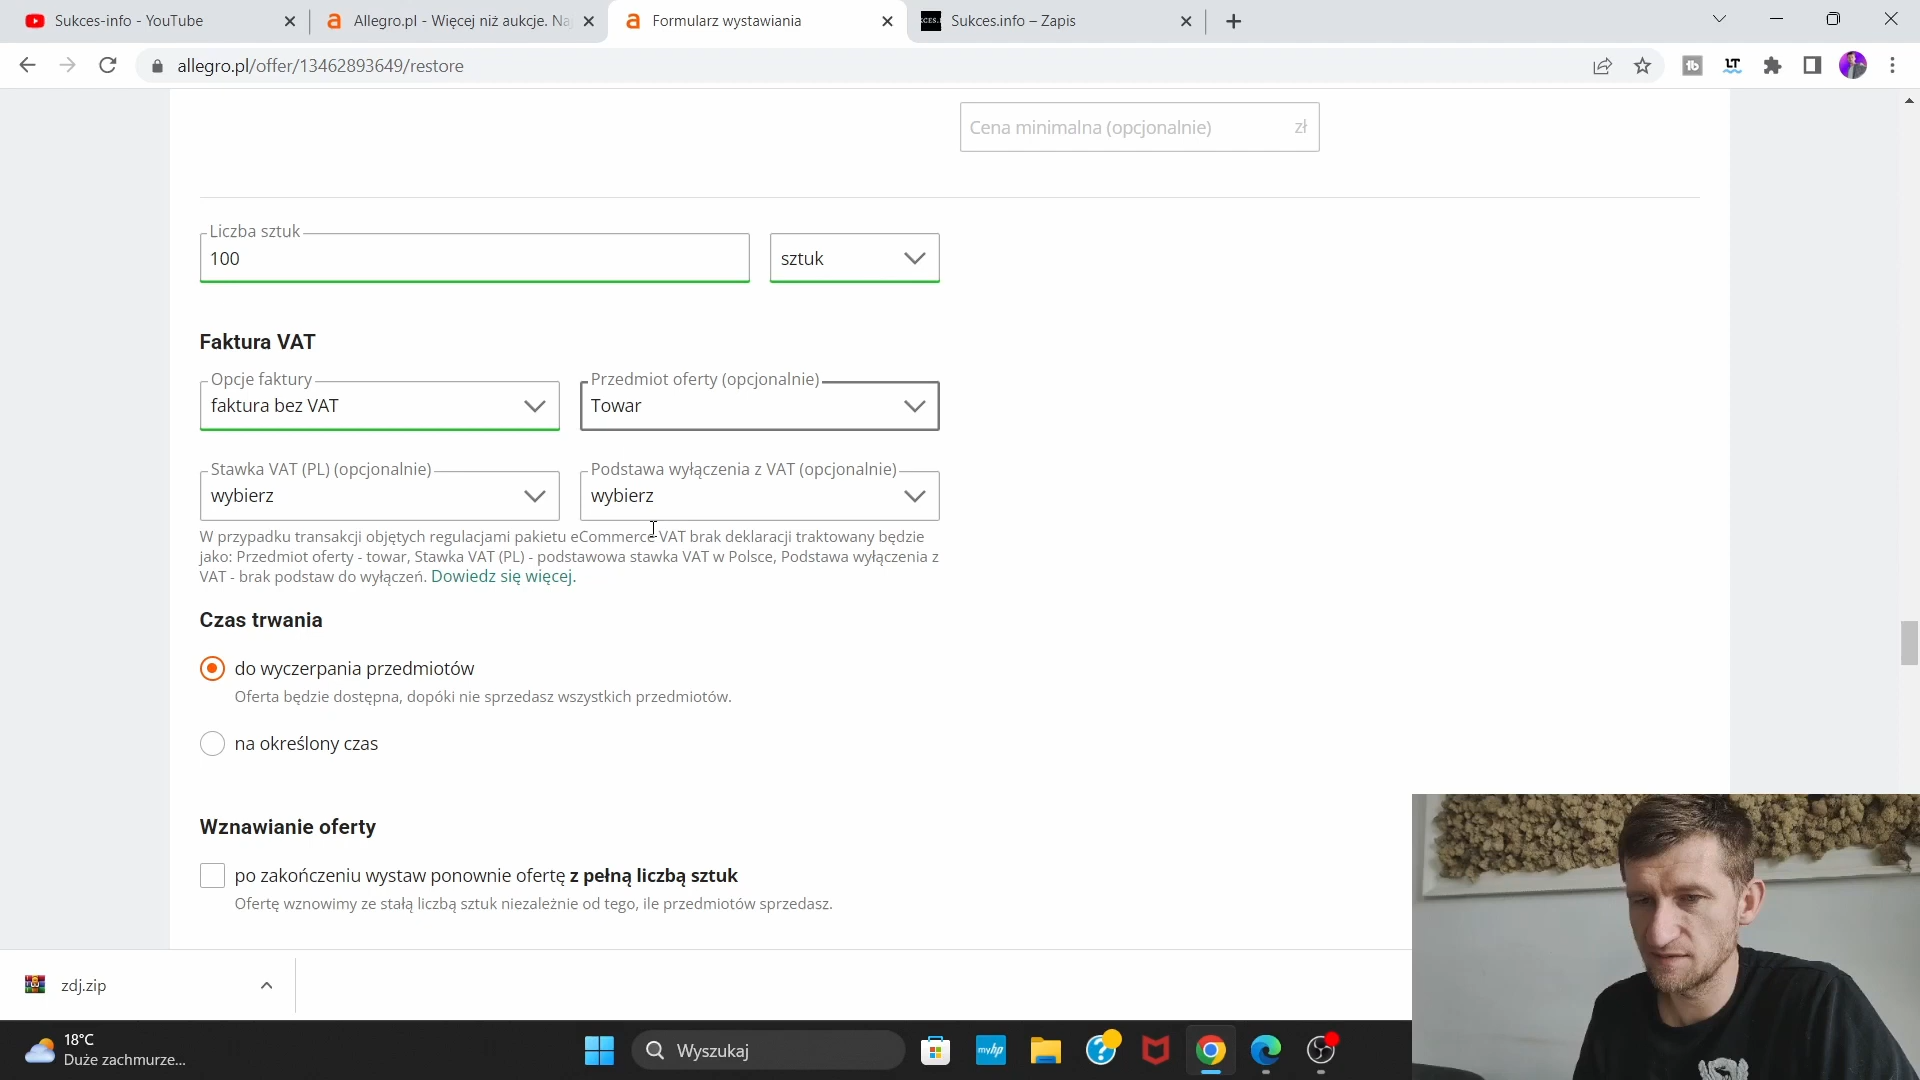 Sukces-info - YouTube
Allegro.pl - Więcej niż aukcje. Na
Formularz wystawiania
Sukces.info – Zapis
allegro.pl/offer/13462893649/restore
Cena minimalna (opcjonalnie) zł
Liczba sztuk
100
sztuk
Faktura VAT
Opcje faktury
faktura bez VAT
Przedmiot oferty (opcjonalnie)
Towar
Stawka VAT (PL) (opcjonalnie)
wybierz
Podstawa wyłączenia z VAT (opcjonalnie)
wybierz
W przypadku transakcji objętych regulacjami pakietu eCommerce VAT brak deklaracji traktowany będzie
jako: Przedmiot oferty - towar, Stawka VAT (PL) - podstawowa stawka VAT w Polsce, Podstawa wyłączenia z
VAT - brak podstaw do wyłączeń. Dowiedz się więcej.
Czas trwania
do wyczerpania przedmiotów
Oferta będzie dostępna, dopóki nie sprzedasz wszystkich przedmiotów.
na określony czas
Wznawianie oferty
po zakończeniu wystaw ponownie ofertę z pełną liczbą sztuk
Ofertę wznowimy ze stałą liczbą sztuk niezależnie od tego, ile przedmiotów sprzedasz.
zdj.zip
18°C
Duże zachmurze...
Wyszukaj
myhp